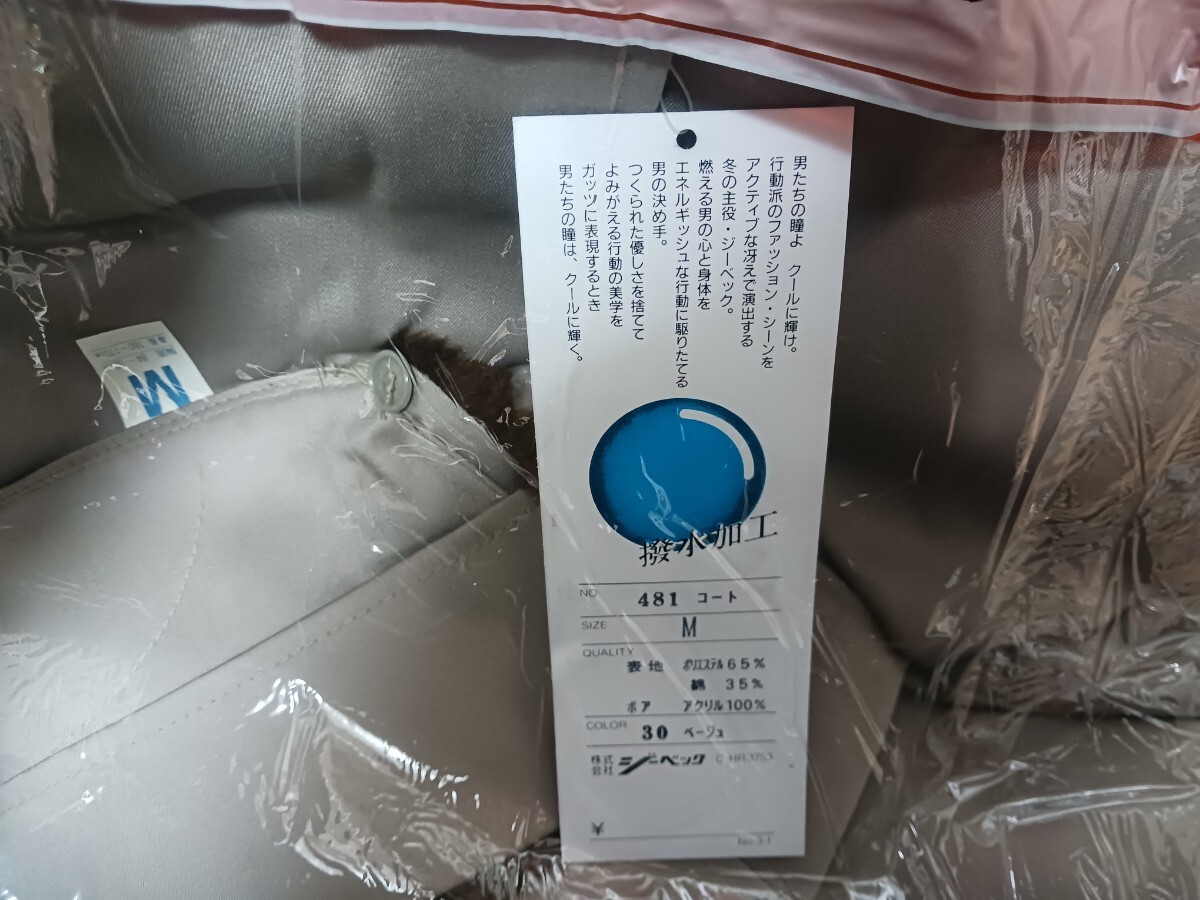 男たちの瞳よ クールに輝け。
行動派のファッション・シーンを
アクティブな冴えで演出する
冬の主役・ジーベック。
燃える男の心と身体を
エネルギッシュな行動に駆りたてる
男の決め手。
つくられた優しさを捨てて
よみがえる行動の美学を
ガッツに表現するとき
男たちの瞳は、クールに輝く。
撥水加工
NO 481 コート
SIZE M
QUALITY
表地 ポリエステル65%
綿 35%
ボア アクリル100%
COLOR 30 ベージュ
株式会社 ジーベック C HR3753
¥
No.31
M